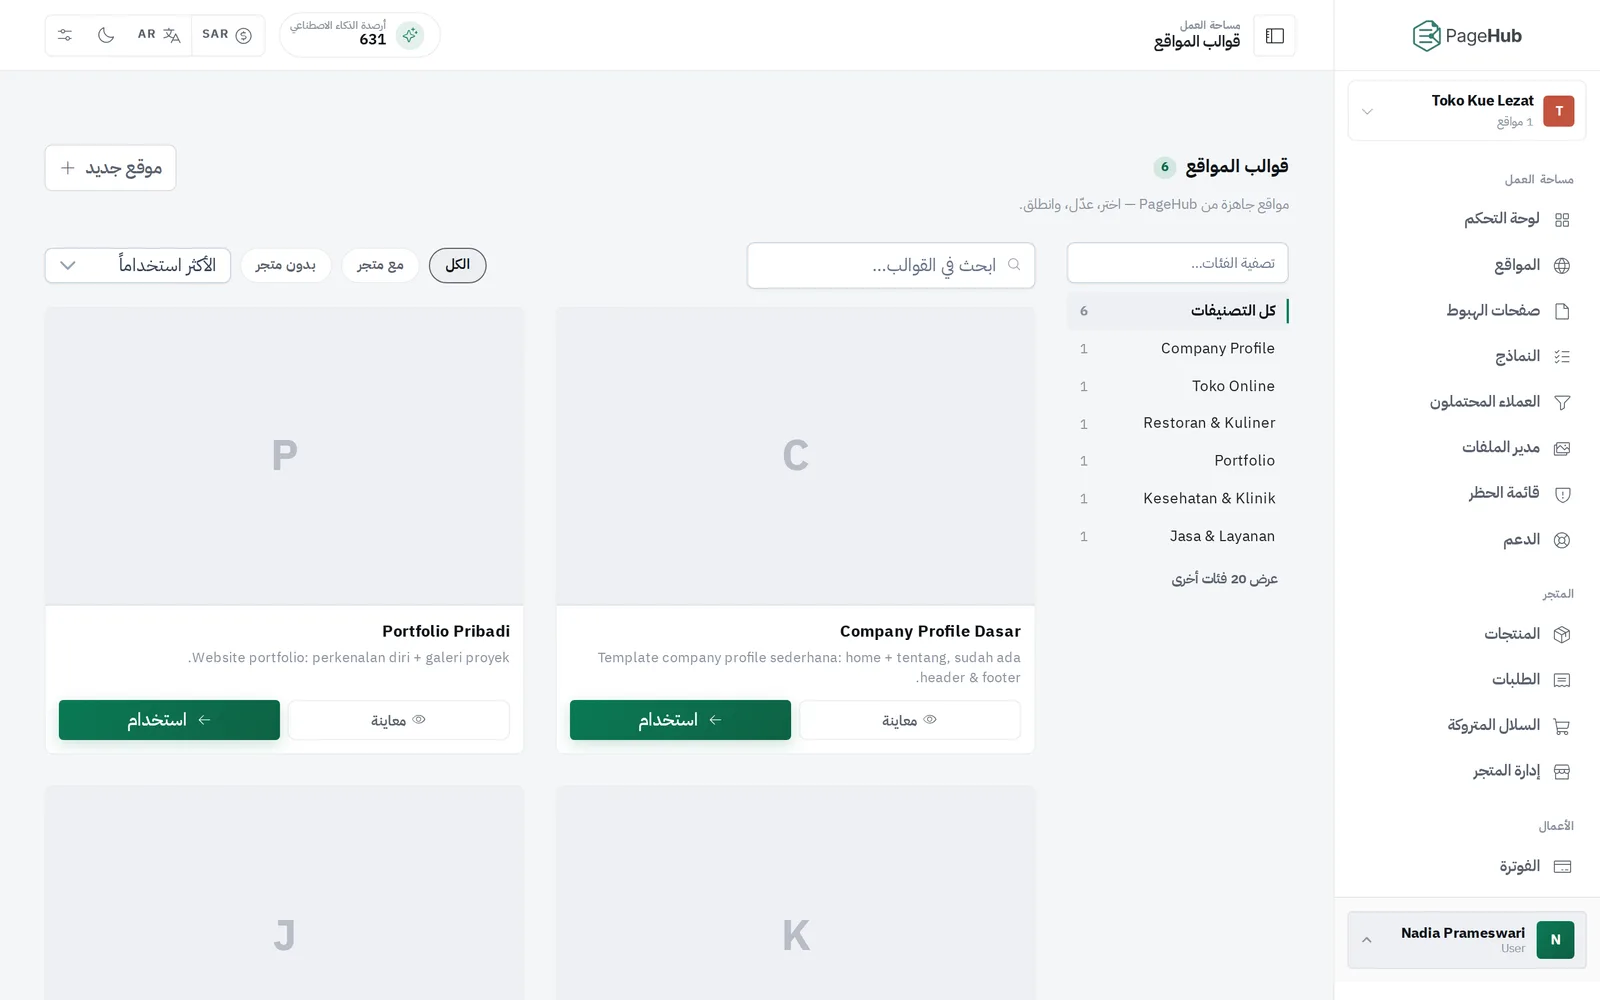 PageHub
Toko Kue Lezat
T
1 مواقع
مساحة العمل
لوحة التحكم
المواقع
صفحات الهبوط
النماذج
العملاء المحتملون
مدير الملفات
قائمة الحظر
الدعم
المتجر
المنتجات
الطلبات
السلال المتروكة
إدارة المتجر
الأعمال
الفوترة
Nadia Prameswari
N
User
مساحة العمل
قوالب المواقع
أرصدة الذكاء الاصطناعي
631
SAR
AR
قوالب المواقع 6
مواقع جاهزة من PageHub — اختر، عدّل، وانطلق.
موقع جديد
تصفية الفئات...
كل التصنيفات 6
Company Profile 1
Toko Online 1
Restoran & Kuliner 1
Portfolio 1
Kesehatan & Klinik 1
Jasa & Layanan 1
عرض 20 فئات أخرى
ابحث في القوالب...
الكل
مع متجر
بدون متجر
الأكثر استخداماً
C
Company Profile Dasar
Template company profile sederhana: home + tentang, sudah ada
header & footer.
معاينة
استخدام
P
Portfolio Pribadi
Website portfolio: perkenalan diri + galeri proyek.
معاينة
استخدام
K
J